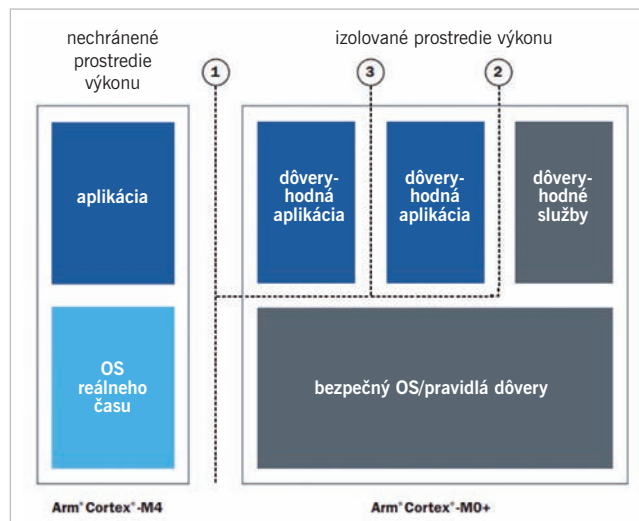 nechránené
prostredie
výkonu
izolované prostredie výkonu
1
3
2
aplikácia
dôvery-
hodná
aplikácia
dôvery-
hodná
aplikácia
dôvery-
hodné
služby
OS
reálneho
času
bezpečný OS/pravidlá dôvery
Arm® Cortex®-M4
Arm® Cortex®-M0+